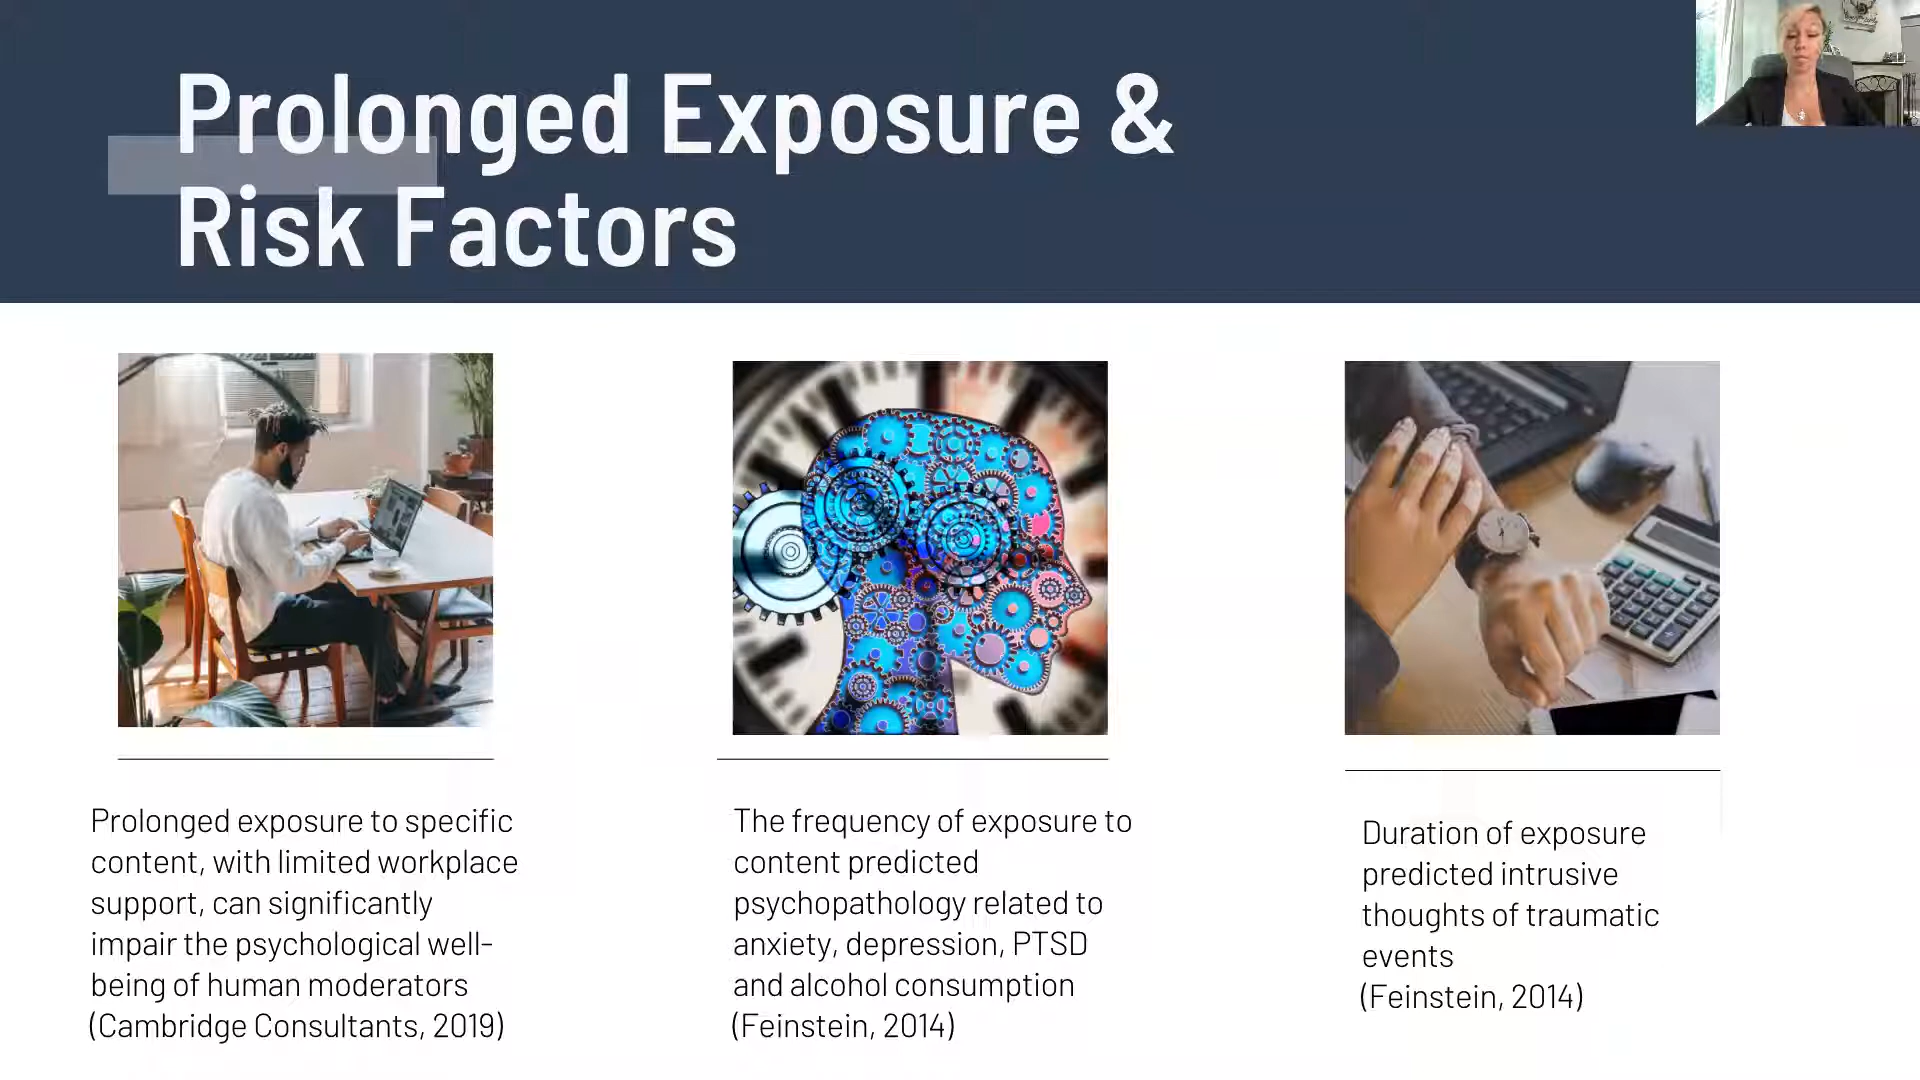 Prolonged Exposure &
Risk Factors
Prolonged exposure to specific
content, with limited workplace
support, can significantly
impair the psychological well-
being of human moderators
(Cambridge Consultants, 2019)
The frequency of exposure to
content predicted
psychopathology related to
anxiety, depression, PTSD
and alcohol consumption
(Feinstein, 2014)
Duration of exposure
predicted intrusive
thoughts of traumatic
events
(Feinstein, 2014)